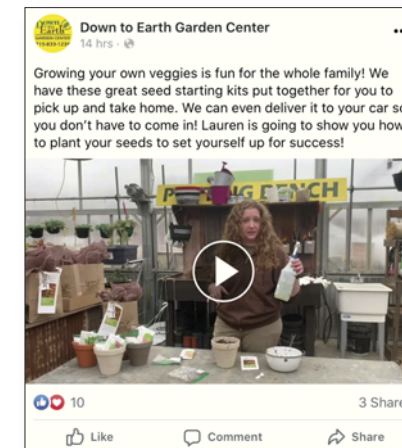 Down to Earth Garden Center
14 hrs ·
Growing your own veggies is fun for the whole family! We
have these great seed starting kits put together for you to
pick up and take home. We can even deliver it to your car so
you don't have to come in! Lauren is going to show you how
to plant your seeds to set yourself up for success!
NG BENCH
10
3 Share
Like
Comment
Share